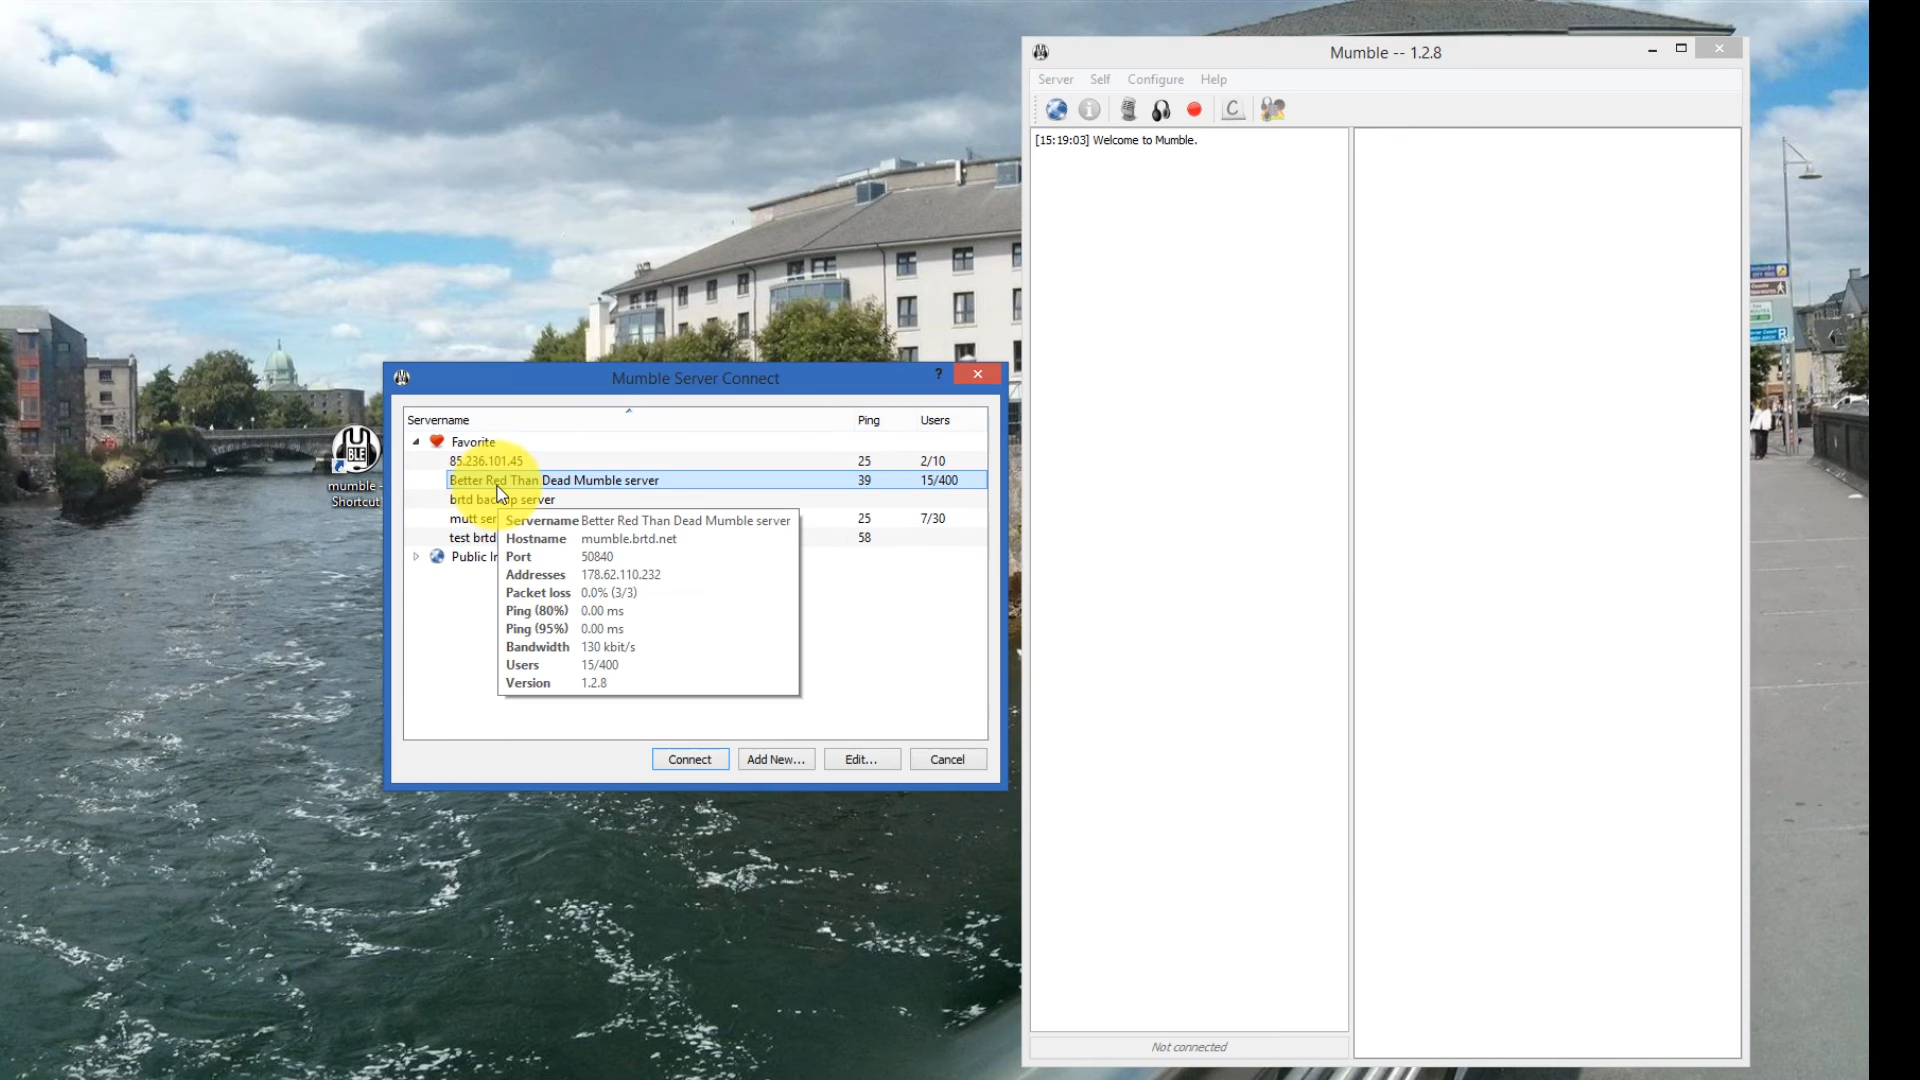 Mumble -- 1.2.8
Server Self Configure Help
[15:19:03] Welcome to Mumble.
Mumble Server Connect
Servername Ping Users
Favorite
85.236.101.45 25 2/10
Better Red Than Dead Mumble server 39 15/400
brtd backup server
mutt ser 25 7/30
test brtd 58
Public In
Servername Better Red Than Dead Mumble server
Hostname mumble.brtd.net
Port 50840
Addresses 178.62.110.232
Packet loss 0.0% (3/3)
Ping (80%) 0.00 ms
Ping (95%) 0.00 ms
Bandwidth 130 kbit/s
Users 15/400
Version 1.2.8
Connect Add New... Edit... Cancel
mumble -
Shortcut
Not connected